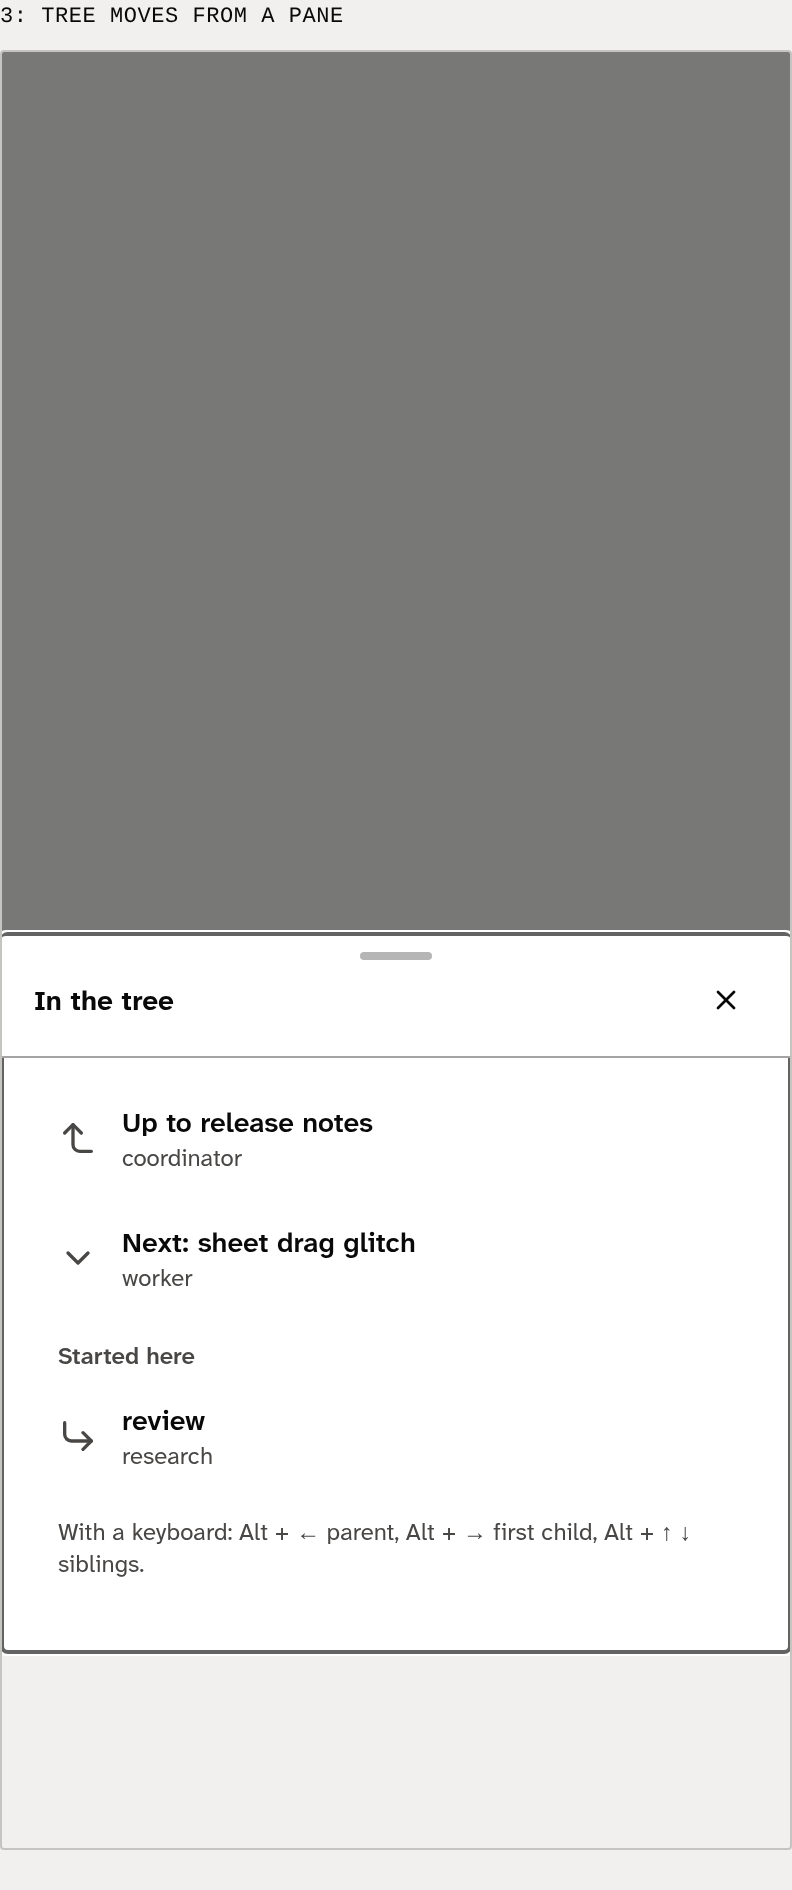 3: TREE MOVES FROM A PANE
In the tree
Up to release notes
coordinator
Next: sheet drag glitch
worker
Started here
review
research
With a keyboard: Alt + ← parent, Alt + → first child, Alt + ↑ ↓
siblings.